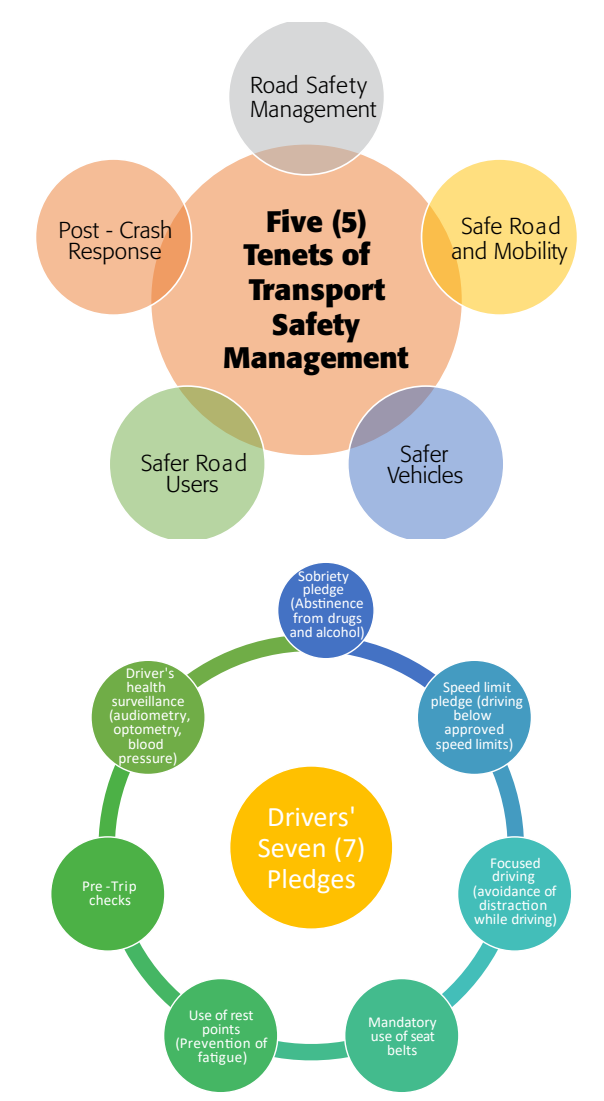 Road Safety
Management
Five (5)
Tenets of
Transport
Safety
Management
Safe Road
and Mobility
Safer
Vehicles
Safer Road
Users
Post - Crash
Response
Drivers'
Seven (7)
Pledges
Sobriety
pledge
(Abstinence
from drugs
and alcohol)
Speed limit
pledge (driving
below
approved
speed limits)
Focused
driving
(avoidance of
distraction
while driving)
Mandatory
use of seat
belts
Use of rest
points
(Prevention of
fatigue)
Pre -Trip
checks
Driver's
health
surveillance
(audiometry,
optometry,
blood
pressure)